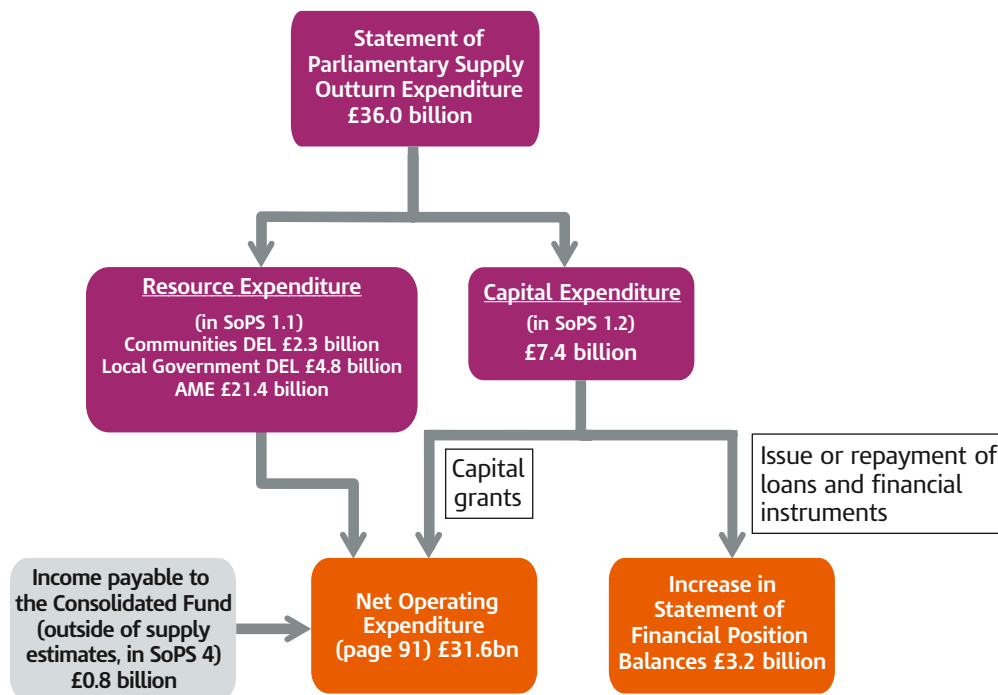 Statement of
Parliamentary Supply
Outturn Expenditure
£36.0 billion
Resource Expenditure
(in SoPS 1.1)
Communities DEL £2.3 billion
Local Government DEL £4.8 billion
AME £21.4 billion
Capital Expenditure
(in SoPS 1.2)
£7.4 billion
Capital
grants
Issue or repayment of
loans and financial
instruments
Income payable to
the Consolidated Fund
(outside of supply
estimates, in SoPS 4)
£0.8 billion
Net Operating
Expenditure
(page 91) £31.6bn
Increase in
Statement of
Financial Position
Balances £3.2 billion